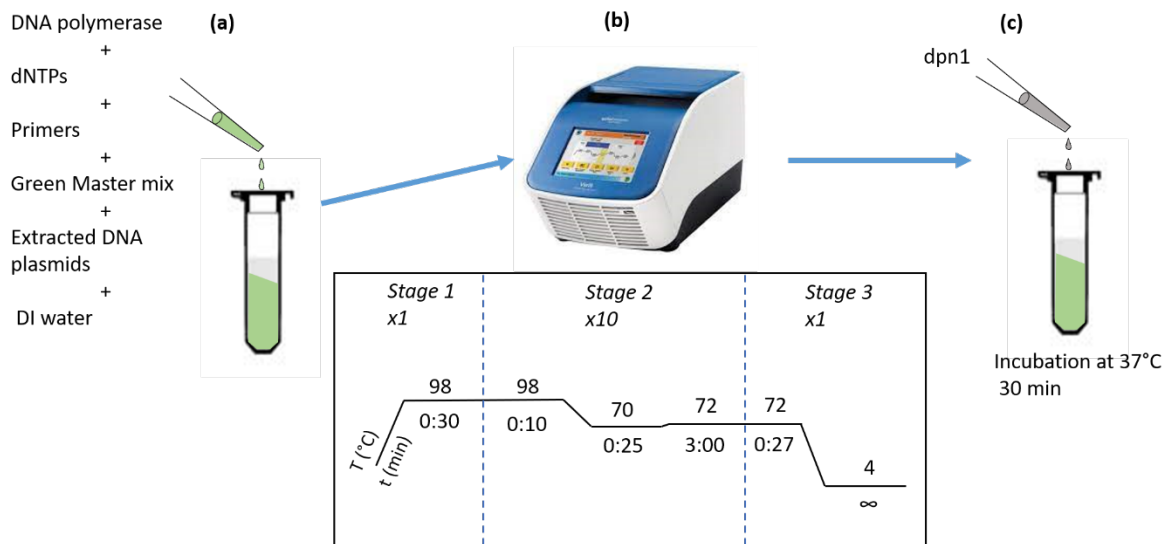 DNA polymerase
+
dNTPs
+
Primers
+
Green Master mix
+
Extracted DNA
plasmids
+
DI water
(a)
(b)
(c)
dpn1
Incubation at 37°C
30 min
Stage 1
x1
Stage 2
x10
Stage 3
x1
T (°C)
t (min)
98
0:30
98
0:10
70
0:25
72
3:00
72
0:27
4
∞